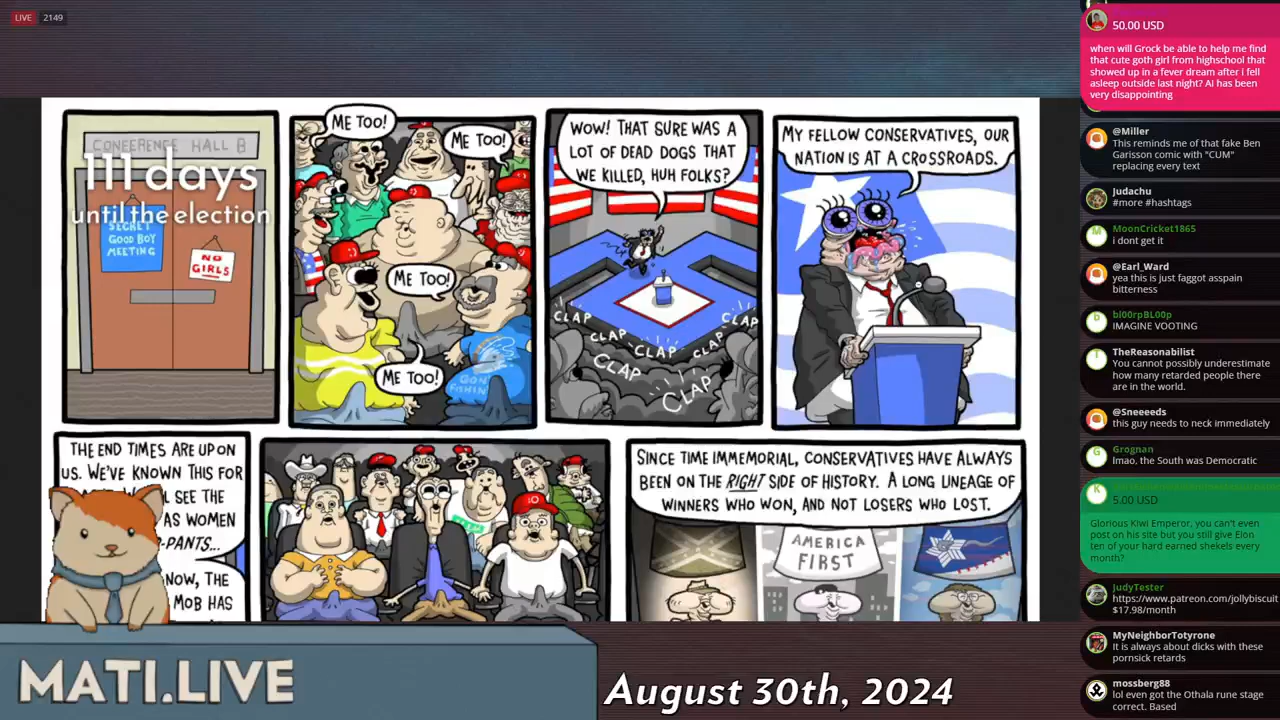 LIVE 2149
CONFERENCE HALL B
111 days
until the election
SECRET
GOOD BOY
MEETING
NO
GIRLS
ME TOO!
ME TOO!
ME TOO!
ME TOO!
GON'
FISHIN'
WOW! THAT SURE WAS A
LOT OF DEAD DOGS THAT
WE KILLED, HUH FOLKS?
CLAP
CLAP
CLAP
CLAP
CLAP
CLAP
CLAP
MY FELLOW CONSERVATIVES, OUR
NATION IS AT A CROSSROADS.
THE END TIMES ARE UPON
US. WE'VE KNOWN THIS FOR
SEE THE
AS WOMEN
-PANTS...
NOW, THE
MOB HAS
SINCE TIME IMMEMORIAL, CONSERVATIVES HAVE ALWAYS
BEEN ON THE RIGHT SIDE OF HISTORY. A LONG LINEAGE OF
WINNERS WHO WON, AND NOT LOSERS WHO LOST.
AMERICA
FIRST
MATI.LIVE
August 30th, 2024
50.00 USD
when will Grock be able to help me find
that cute goth girl from highschool that
showed up in a fever dream after i fell
asleep outside last night? Ai has been
very disappointing
@Miller
This reminds me of that fake Ben
Garisson comic with "CUM"
replacing every text
Judachu
#more #hashtags
MoonCricket1865
i dont get it
@Earl_Ward
yea this is just faggot asspain
bitterness
bl00rpBL00p
IMAGINE VOOTING
TheReasonabilist
You cannot possibly underestimate
how many retarded people there
are in the world.
@Sneeeeds
this guy needs to neck immediately
Grognan
lmao, the South was Democratic
5.00 USD
Glorious Kiwi Emperor, you can't even
post on his site but you still give Elon
ten of your hard earned shekels every
month?
JudyTester
https://www.patreon.com/jollybiscuit
$17.98/month
MyNeighborTotyrone
It is always about dicks with these
pornsick retards
mossberg88
lol even got the Othala rune stage
correct. Based